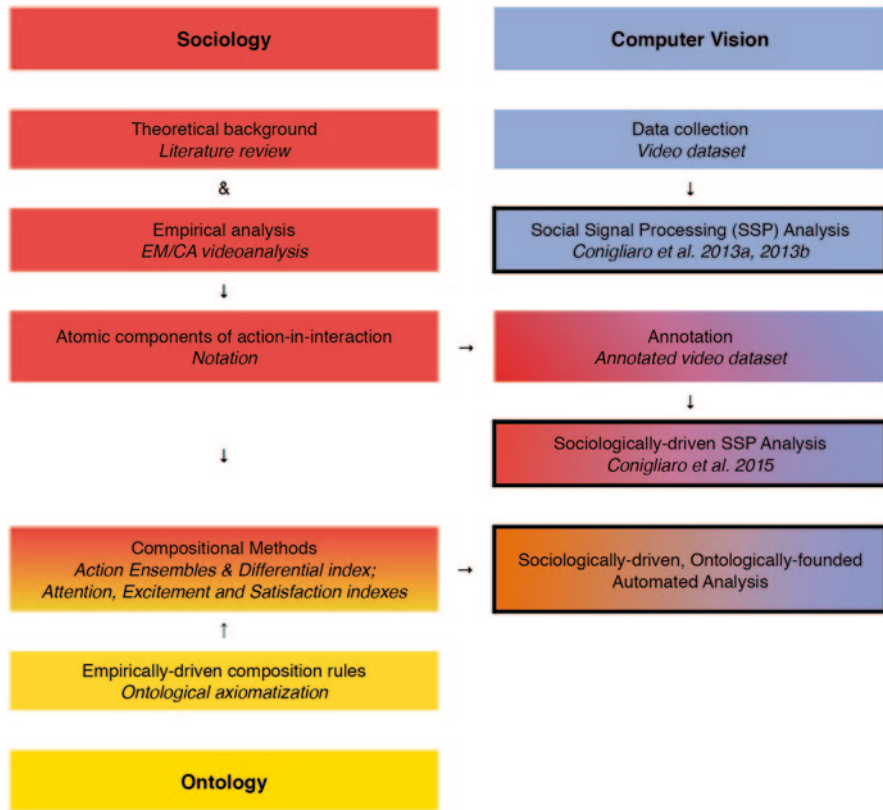 Sociology
Computer Vision
Theoretical background
Literature review
Data collection
Video dataset
&
↓
Empirical analysis
EM/CA videoanalysis
Social Signal Processing (SSP) Analysis
Conigliaro et al. 2013a, 2013b
↓
Atomic components of action-in-interaction
Notation
→
Annotation
Annotated video dataset
↓
↓
Sociologically-driven SSP Analysis
Conigliaro et al. 2015
Compositional Methods
Action Ensembles & Differential index;
Attention, Excitement and Satisfaction indexes
→
Sociologically-driven, Ontologically-founded
Automated Analysis
↑
Empirically-driven composition rules
Ontological axiomatization
Ontology